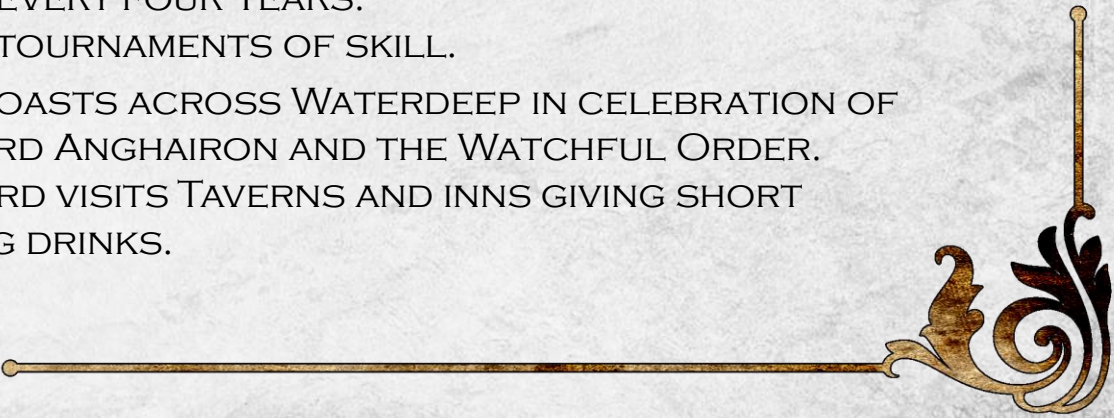 EVERY FOUR YEARS.
TOURNAMENTS OF SKILL.
OASTS ACROSS WATERDEEP IN CELEBRATION OF
RD ANGHAIRON AND THE WATCHFUL ORDER.
RD VISITS TAVERNS AND INNS GIVING SHORT
G DRINKS.